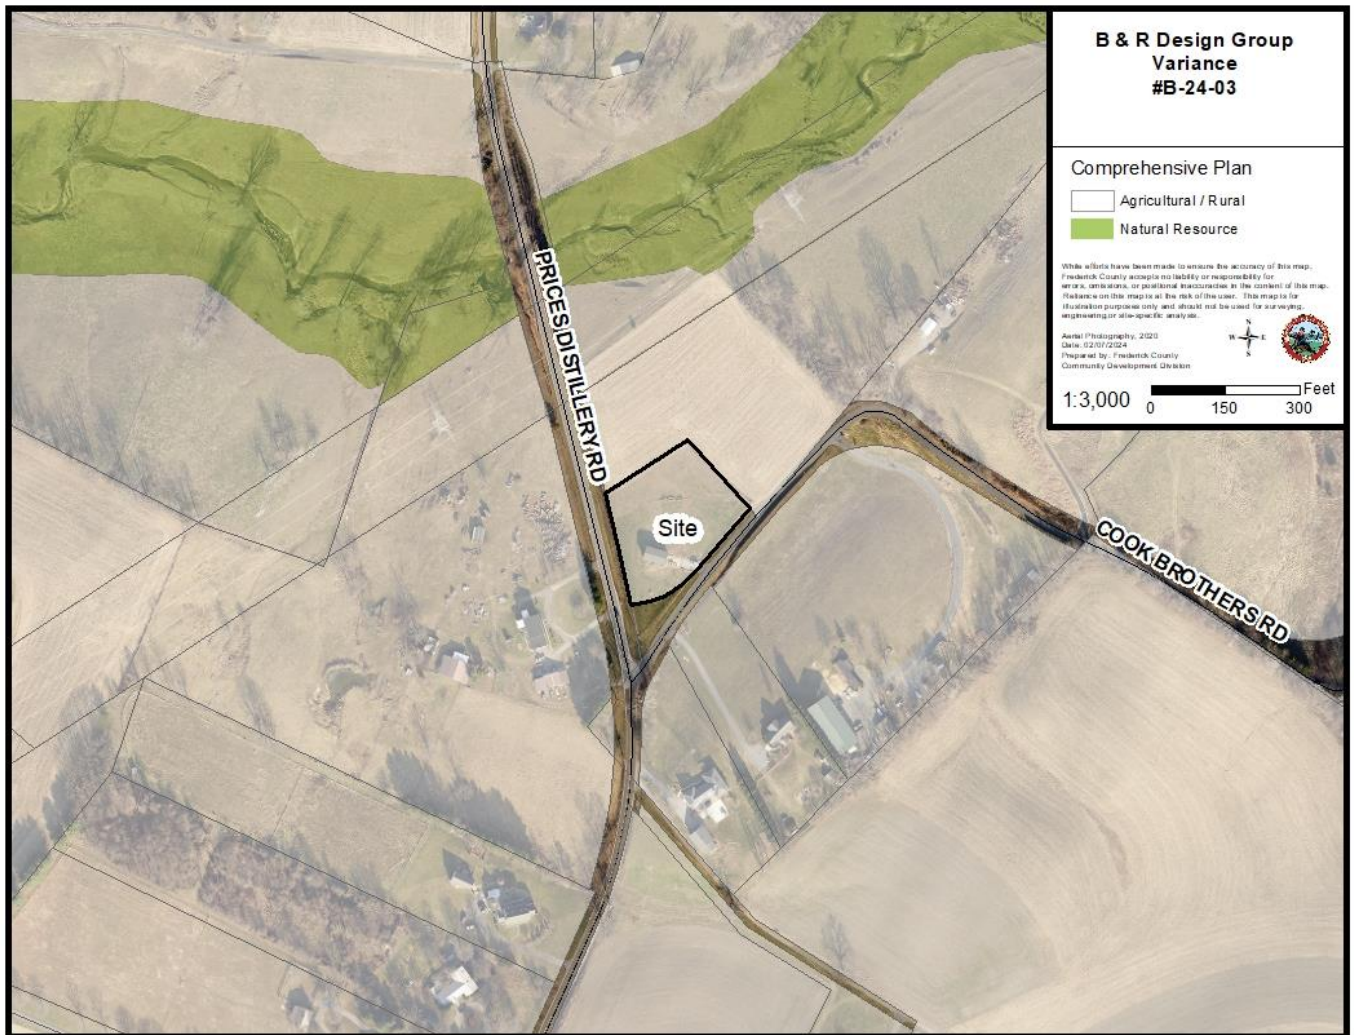 B & R Design Group
Variance
#B-24-03
Comprehensive Plan
Agricultural / Rural
Natural Resource
While efforts have been made to ensure the accuracy of this map,
Frederick County accepts no liability or responsibility for
errors, omissions, or positional inaccuracies in the content of this map.
Reliance on this map is at the risk of the user. This map is for
illustration purposes only and should not be used for surveying,
engineering, or site-specific analysis.
Aerial Photography, 2020
Date: 02/07/2024
Prepared by: Frederick County
Community Development Division
N
W E
S
1:3,000
Feet
0 150 300
PRICES DISTILLERY RD
Site
COOK BROTHERS RD